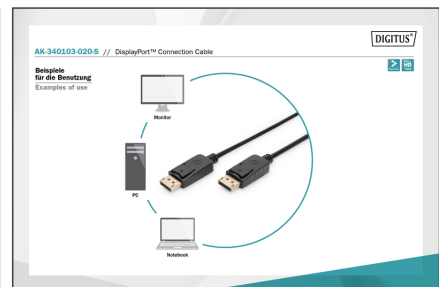 DIGITUS®
AK-340103-020-S // DisplayPort™ Connection Cable
Beispiele
für die Benutzung
Examples of use
Monitor
PC
Notebook